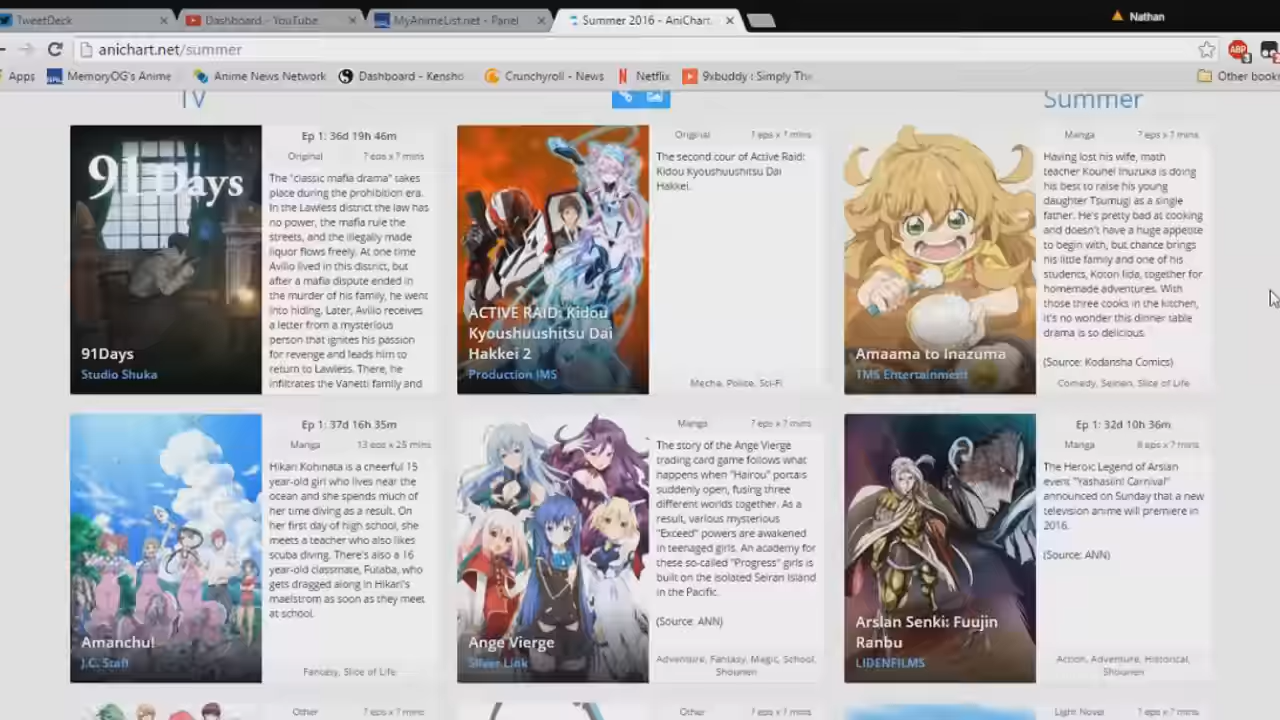 TweetDeck
Dashboard - YouTube
MyAnimeList.net - Panel
Summer 2016 - AniChart.
Nathan
anichart.net/summer
ABP
Apps
MemoryOG's Anime
Anime News Network
Dashboard - Kensho
Crunchyroll - News
Netflix
9xbuddy : Simply The
Other book
TV
Summer
91Days
91Days
Studio Shuka
Ep 1: 36d 19h 46m
Original
? eps x ? mins
The "classic mafia drama" takes
place during the prohibition era.
In the Lawless district the law has
no power, the mafia rule the
streets, and the illegally made
liquor flows freely. At one time
Avilio lived in this district, but
after a mafia dispute ended in
the murder of his family, he went
into hiding. Later, Avilio receives
a letter from a mysterious
person that ignites his passion
for revenge and leads him to
return to Lawless. There, he
infiltrates the Vanetti family and
ACTIVE RAID: Kidou
Kyoushuushitsu Dai
Hakkei 2
Production IMS
Original
? eps x ? mins
The second cour of Active Raid:
Kidou Kyoushuushitsu Dai
Hakkei.
Mecha, Police, Sci-Fi
Amaama to Inazuma
TMS Entertainment
Manga
? eps x ? mins
Having lost his wife, math
teacher Kouhei Inuzuka is doing
his best to raise his young
daughter Tsumugi as a single
father. He's pretty bad at cooking
and doesn't have a huge appetite
to begin with, but chance brings
his little family and one of his
students, Kotori Iida, together for
homemade adventures. With
those three cooks in the kitchen,
it's no wonder this dinner table
drama is so delicious.
(Source: Kodansha Comics)
Comedy, Seinen, Slice of Life
Amanchu!
J.C. Staff
Ep 1: 37d 16h 35m
Manga
13 eps x 25 mins
Hikari Kohinata is a cheerful 15
year-old girl who lives near the
ocean and she spends much of
her time diving as a result. On
her first day of high school, she
meets a teacher who also likes
scuba diving. There's also a 16
year-old classmate, Futaba, who
gets dragged along in Hikari's
maelstrom as soon as they meet
at school.
Fantasy, Slice of Life
Ange Vierge
Silver Link
Manga
? eps x ? mins
The story of the Ange Vierge
trading card game follows what
happens when "Hairou" portals
suddenly open, fusing three
different worlds together. As a
result, various mysterious
"Exceed" powers are awakened
in teenaged girls. An academy for
these so-called "Progress" girls is
built on the isolated Seiran Island
in the Pacific.
(Source: ANN)
Adventure, Fantasy, Magic, School,
Shounen
Arslan Senki: Fuujin
Ranbu
LIDENFILMS
Ep 1: 32d 10h 36m
Manga
8 eps x ? mins
The Heroic Legend of Arslan
event "Yashasiin! Carnival"
announced on Sunday that a new
television anime will premiere in
2016.
(Source: ANN)
Action, Adventure, Historical,
Shounen
Other
? eps x ? mins
Other
? eps x ? mins
Light Novel
? eps x ? mins